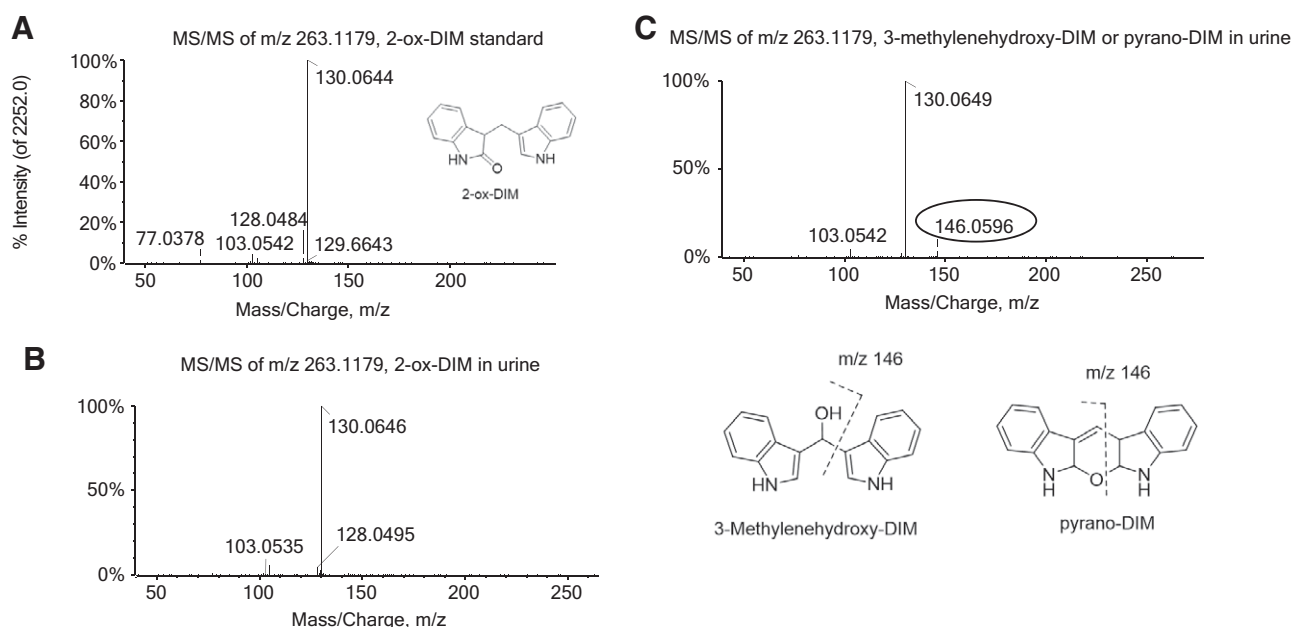 A
MS/MS of m/z 263.1179, 2-ox-DIM standard
% Intensity (of 2252.0)
100%
80%
60%
40%
20%
0%
130.0644
128.0484
77.0378
103.0542
129.6643
50
100
150
200
Mass/Charge, m/z
HN
O
NH
2-ox-DIM
B
MS/MS of m/z 263.1179, 2-ox-DIM in urine
100%
50%
0%
130.0646
103.0535
128.0495
50
100
150
200
250
Mass/Charge, m/z
C
MS/MS of m/z 263.1179, 3-methylenehydroxy-DIM or pyrano-DIM in urine
100%
50%
0%
130.0649
103.0542
146.0596
50
100
150
200
250
Mass/Charge, m/z
m/z 146
OH
HN
NH
3-Methylenehydroxy-DIM
m/z 146
N
H
O
N
H
pyrano-DIM